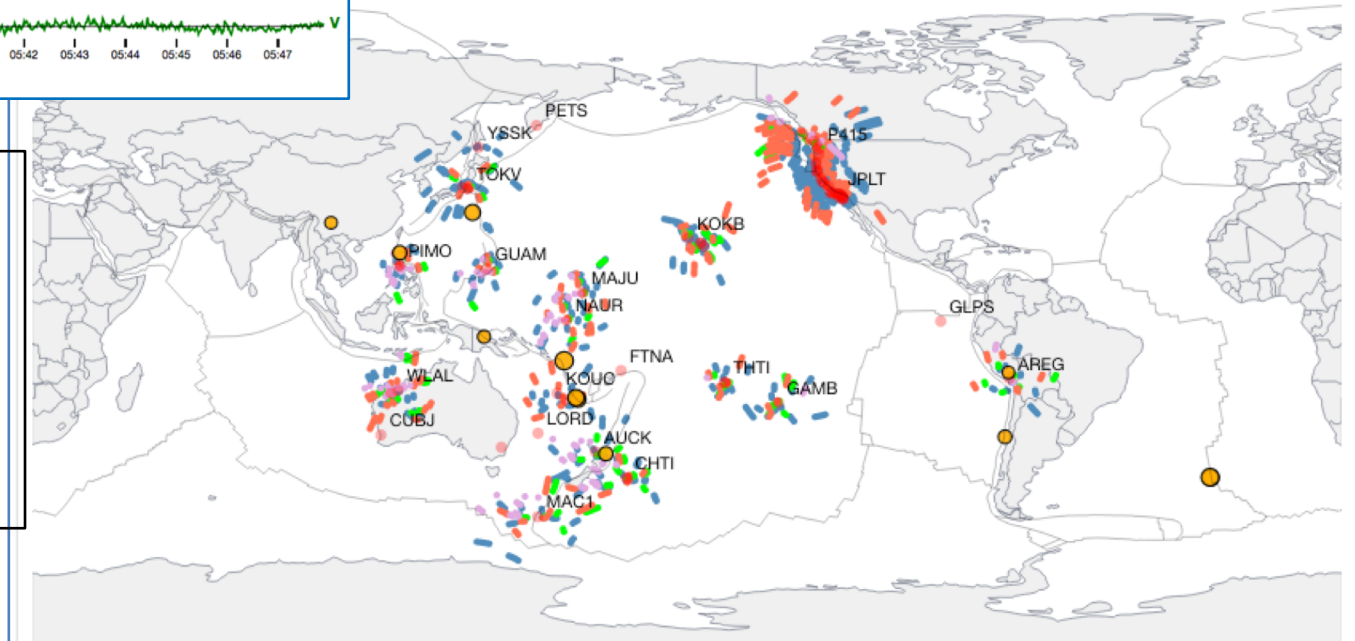 V
05:42 05:43 05:44 05:45 05:46 05:47
PETS
YSSK
P415
TOKV
JPLT
KOKB
PIMO
GUAM
MAJU
NAUR
GLPS
FTNA
AREG
WLAL
KOUC
THTI
GAMB
CUBJ
LORD
AUCK
CHTI
MAC1